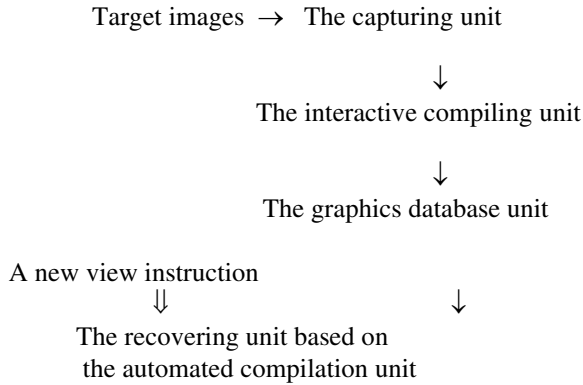 Target images → The capturing unit
↓
The interactive compiling unit
↓
The graphics database unit
A new view instruction
⇓ ↓
The recovering unit based on
the automated compilation unit